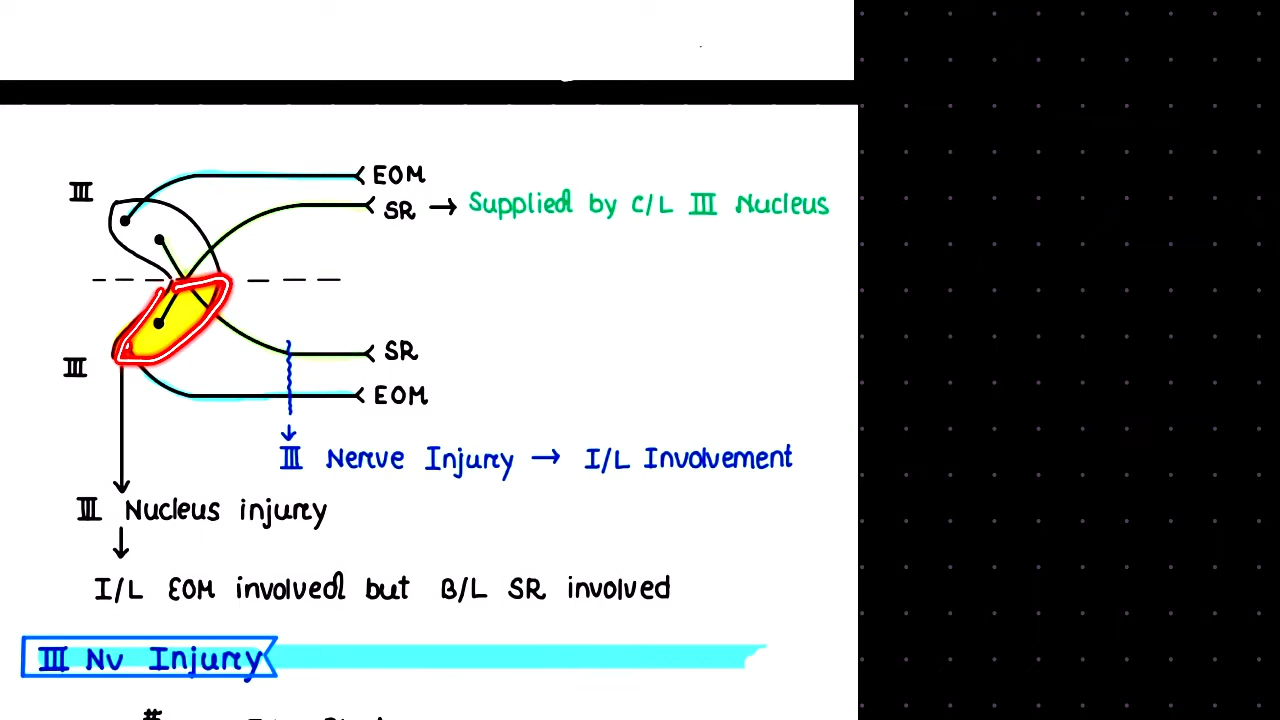 III
EOM
SR → Supplied by C/L III Nucleus
III
SR
EOM
III Nerve Injury → I/L Involvement
III Nucleus injury
I/L EOM involved but B/L SR involved
III Nv Injury
#